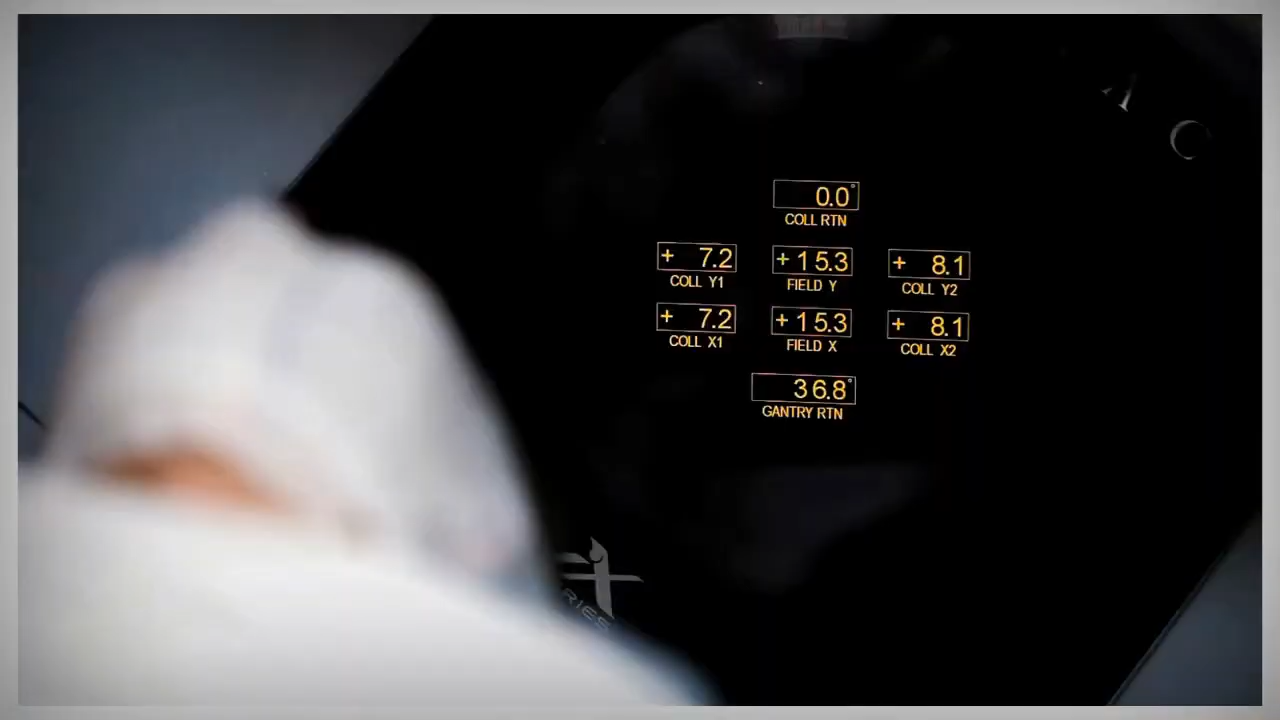 0.0°
COLL RTN
+ 7.2 +15.3 + 8.1
COLL Y1 FIELD Y COLL Y2
+ 7.2 +15.3 + 8.1
COLL X1 FIELD X COLL X2
36.8°
GANTRY RTN